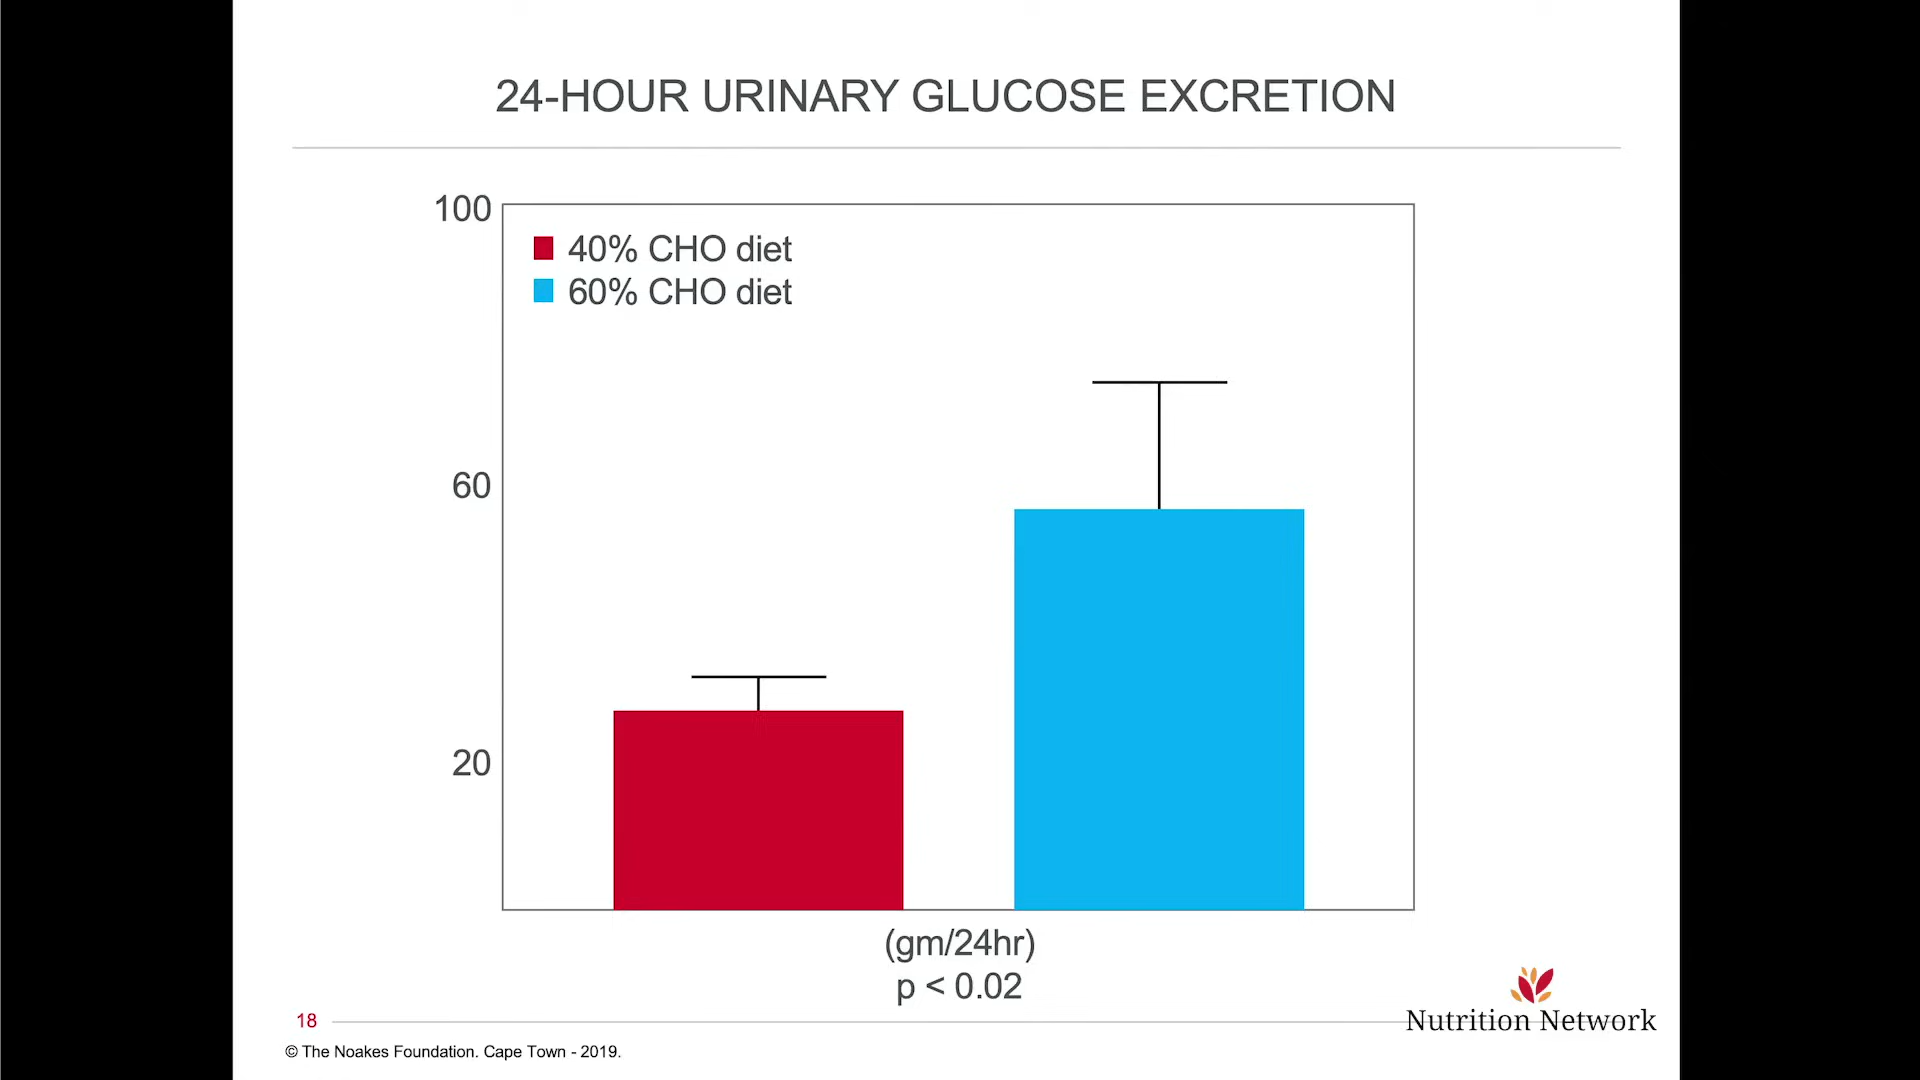 24-HOUR URINARY GLUCOSE EXCRETION
100
40% CHO diet
60% CHO diet
60
20
(gm/24hr)
p < 0.02
18
Nutrition Network
© The Noakes Foundation. Cape Town - 2019.